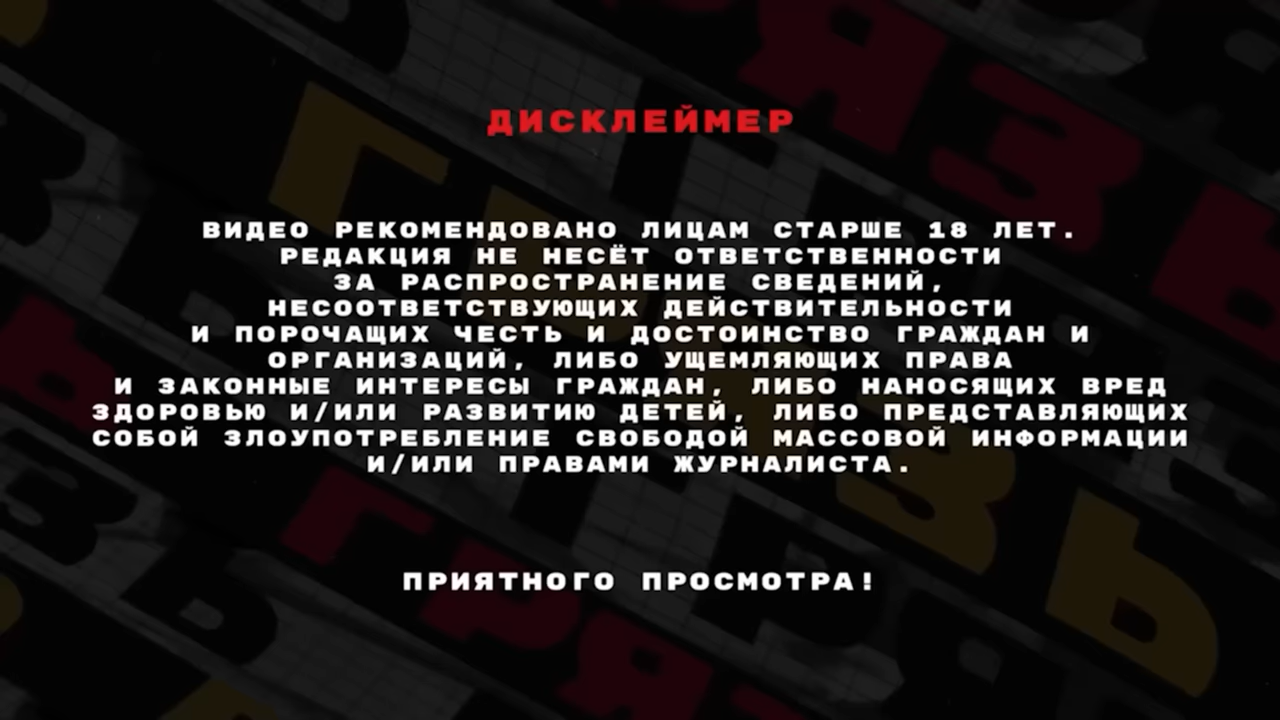 ДИСКЛЕЙМЕР
ВИДЕО РЕКОМЕНДОВАНО ЛИЦАМ СТАРШЕ 18 ЛЕТ.
РЕДАКЦИЯ НЕ НЕСЁТ ОТВЕТСТВЕННОСТИ
ЗА РАСПРОСТРАНЕНИЕ СВЕДЕНИЙ,
НЕСООТВЕТСТВУЮЩИХ ДЕЙСТВИТЕЛЬНОСТИ
И ПОРОЧАЩИХ ЧЕСТЬ И ДОСТОИНСТВО ГРАЖДАН И
ОРГАНИЗАЦИЙ, ЛИБО УЩЕМЛЯЮЩИХ ПРАВА
И ЗАКОННЫЕ ИНТЕРЕСЫ ГРАЖДАН, ЛИБО НАНОСЯЩИХ ВРЕД
ЗДОРОВЬЮ И/ИЛИ РАЗВИТИЮ ДЕТЕЙ, ЛИБО ПРЕДСТАВЛЯЮЩИХ
СОБОЙ ЗЛОУПОТРЕБЛЕНИЕ СВОБОДОЙ МАССОВОЙ ИНФОРМАЦИИ
И/ИЛИ ПРАВАМИ ЖУРНАЛИСТА.
ПРИЯТНОГО ПРОСМОТРА!